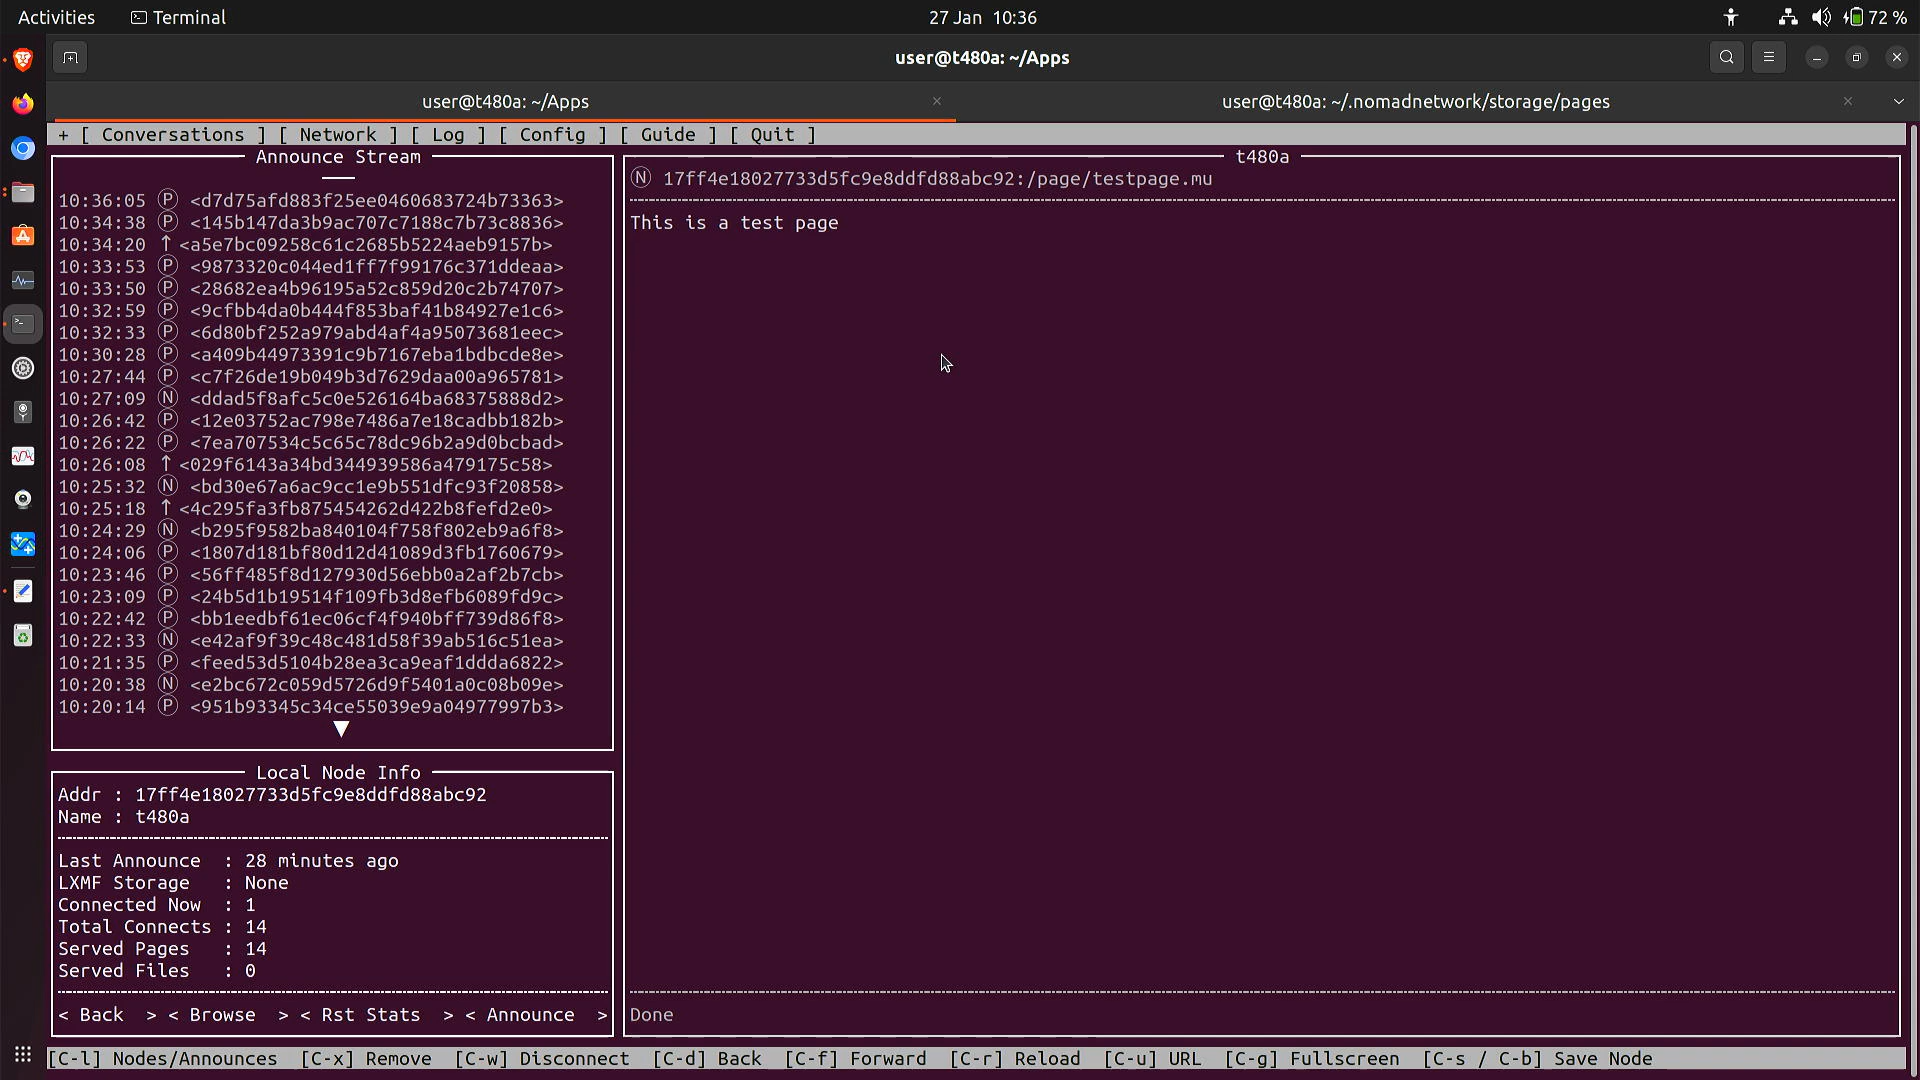 Activities Terminal 27 Jan 10:36 72 %
user@t480a: ~/Apps
user@t480a: ~/Apps × user@t480a: ~/.nomadnetwork/storage/pages ×
+ [ Conversations ] [ Network ] [ Log ] [ Config ] [ Guide ] [ Quit ]
Announce Stream
10:36:05 Ⓟ <d7d75afd883f25ee0460683724b73363>
10:34:38 Ⓟ <145b147da3b9ac707c7188c7b73c8836>
10:34:20 ↑ <a5e7bc09258c61c2685b5224aeb9157b>
10:33:53 Ⓟ <9873320c044ed1ff7f99176c371ddeaa>
10:33:50 Ⓟ <28682ea4b96195a52c859d20c2b74707>
10:32:59 Ⓟ <9cfbb4da0b444f853baf41b84927e1c6>
10:32:33 Ⓟ <6d80bf252a979abd4af4a95073681eec>
10:30:28 Ⓟ <a409b44973391c9b7167eba1bdbcde8e>
10:27:44 Ⓟ <c7f26de19b049b3d7629daa00a965781>
10:27:09 Ⓝ <ddad5f8afc5c0e526164ba68375888d2>
10:26:42 Ⓟ <12e03752ac798e7486a7e18cadbb182b>
10:26:22 Ⓟ <7ea707534c5c65c78dc96b2a9d0bcbad>
10:26:08 ↑ <029f6143a34bd344939586a479175c58>
10:25:32 Ⓝ <bd30e67a6ac9cc1e9b551dfc93f20858>
10:25:18 ↑ <4c295fa3fb875454262d422b8fefd2e0>
10:24:29 Ⓝ <b295f9582ba840104f758f802eb9a6f8>
10:24:06 Ⓟ <1807d181bf80d12d41089d3fb1760679>
10:23:46 Ⓟ <56ff485f8d127930d56ebb0a2af2b7cb>
10:23:09 Ⓟ <24b5d1b19514f109fb3d8efb6089fd9c>
10:22:42 Ⓟ <bb1eedbf61ec06cf4f940bff739d86f8>
10:22:33 Ⓝ <e42af9f39c48c481d58f39ab516c51ea>
10:21:35 Ⓟ <feed53d5104b28ea3ca9eaf1ddda6822>
10:20:38 Ⓝ <e2bc672c059d5726d9f5401a0c08b09e>
10:20:14 Ⓟ <951b93345c34ce55039e9a04977997b3>
Local Node Info
Addr : 17ff4e18027733d5fc9e8ddfd88abc92
Name : t480a
Last Announce : 28 minutes ago
LXMF Storage : None
Connected Now : 1
Total Connects : 14
Served Pages : 14
Served Files : 0
< Back > < Browse > < Rst Stats > < Announce >
t480a
Ⓝ 17ff4e18027733d5fc9e8ddfd88abc92:/page/testpage.mu
This is a test page
Done
[C-l] Nodes/Announces [C-x] Remove [C-w] Disconnect [C-d] Back [C-f] Forward [C-r] Reload [C-u] URL [C-g] Fullscreen [C-s / C-b] Save Node